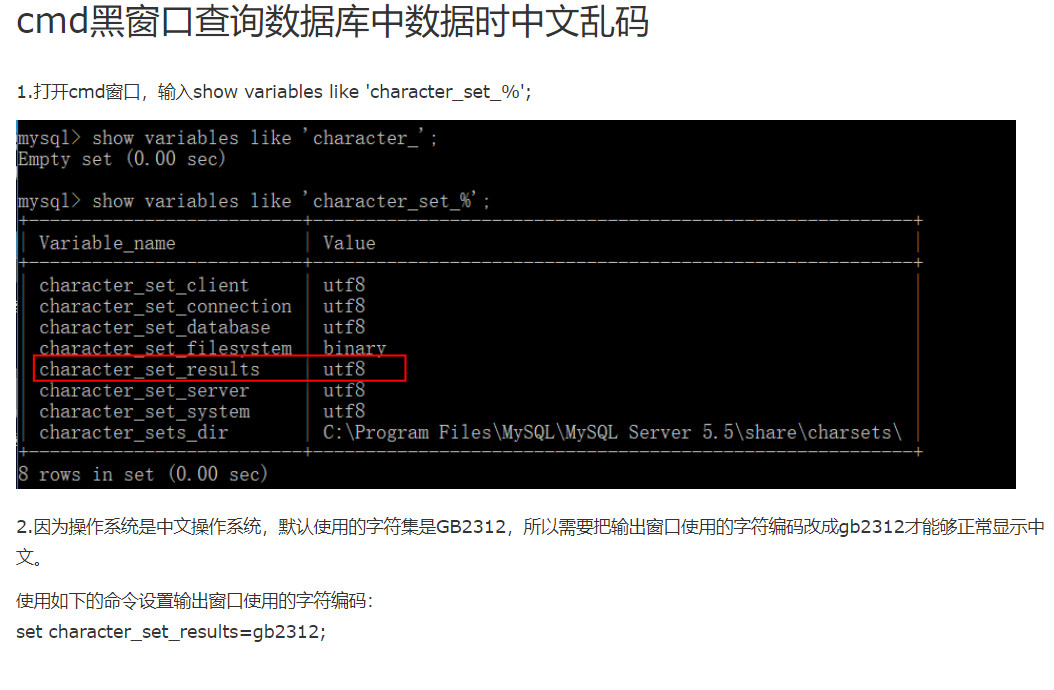 cmd黑窗口查询数据库中数据时中文乱码
1.打开cmd窗口，输入show variables like 'character_set_%';
mysql> show variables like 'character_';
Empty set (0.00 sec)
mysql> show variables like 'character_set_%';
+--------------------------+---------------------------------------------------------+
| Variable_name | Value |
+--------------------------+---------------------------------------------------------+
| character_set_client | utf8 |
| character_set_connection | utf8 |
| character_set_database | utf8 |
| character_set_filesystem | binary |
| character_set_results | utf8 |
| character_set_server | utf8 |
| character_set_system | utf8 |
| character_sets_dir | C:\Program Files\MySQL\MySQL Server 5.5\share\charsets\ |
+--------------------------+---------------------------------------------------------+
8 rows in set (0.00 sec)
2.因为操作系统是中文操作系统，默认使用的字符集是GB2312，所以需要把输出窗口使用的字符编码改成gb2312才能够正常显示中
文。
使用如下的命令设置输出窗口使用的字符编码：
set character_set_results=gb2312;